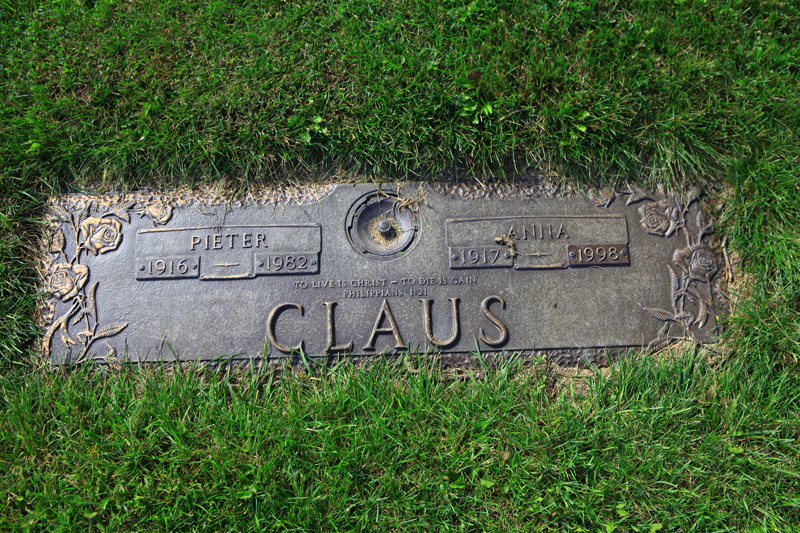 PIETER
1916 1982
ANNA
1917 1998
TO LIVE IS CHRIST – TO DIE IS GAIN
PHILIPPIANS 1:21
CLAUS